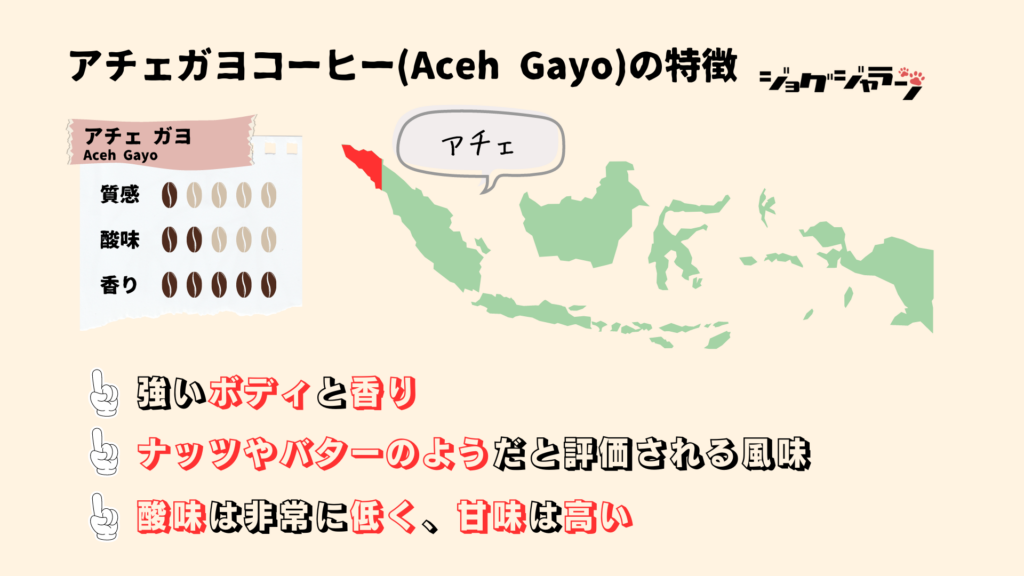 アチェガヨコーヒー(Aceh Gayo)の特徴
ジョグジャラン
アチェ ガヨ
Aceh Gayo
質感
酸味
香り
アチェ
強いボディと香り
ナッツやバターのようだと評価される風味
酸味は非常に低く、甘味は高い